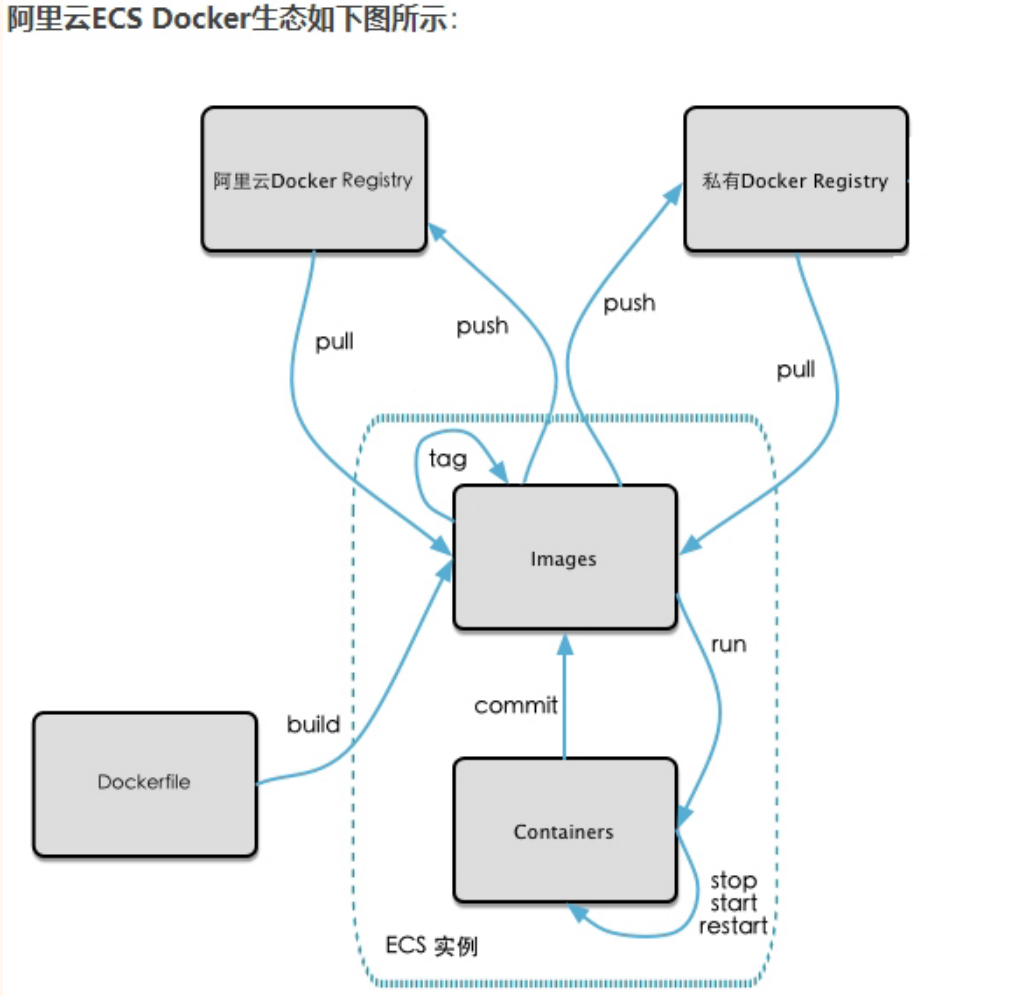 阿里云ECS Docker生态如下图所示：
阿里云Docker Registry
私有Docker Registry
push
push
pull
pull
tag
Images
run
commit
build
Dockerfile
Containers
stop
start
restart
ECS 实例